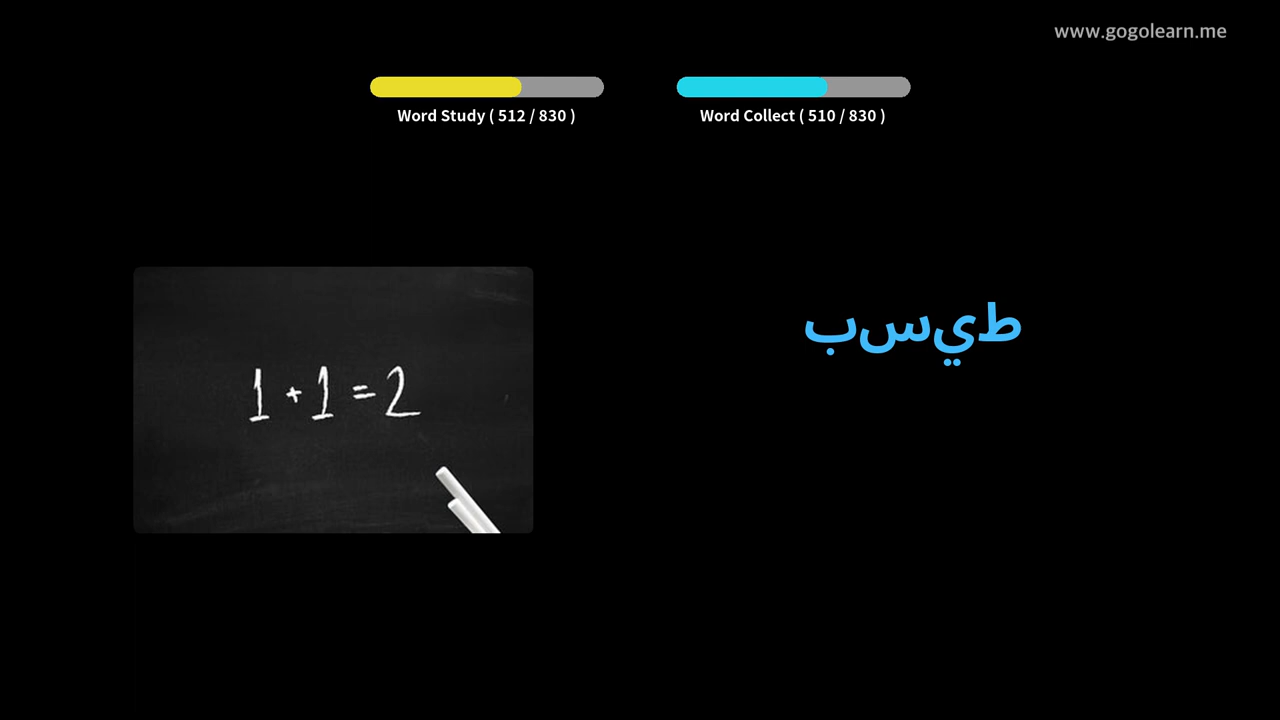 www.gogolearn.me
Word Study ( 512 / 830 )
Word Collect ( 510 / 830 )
1 + 1 = 2
طيسب